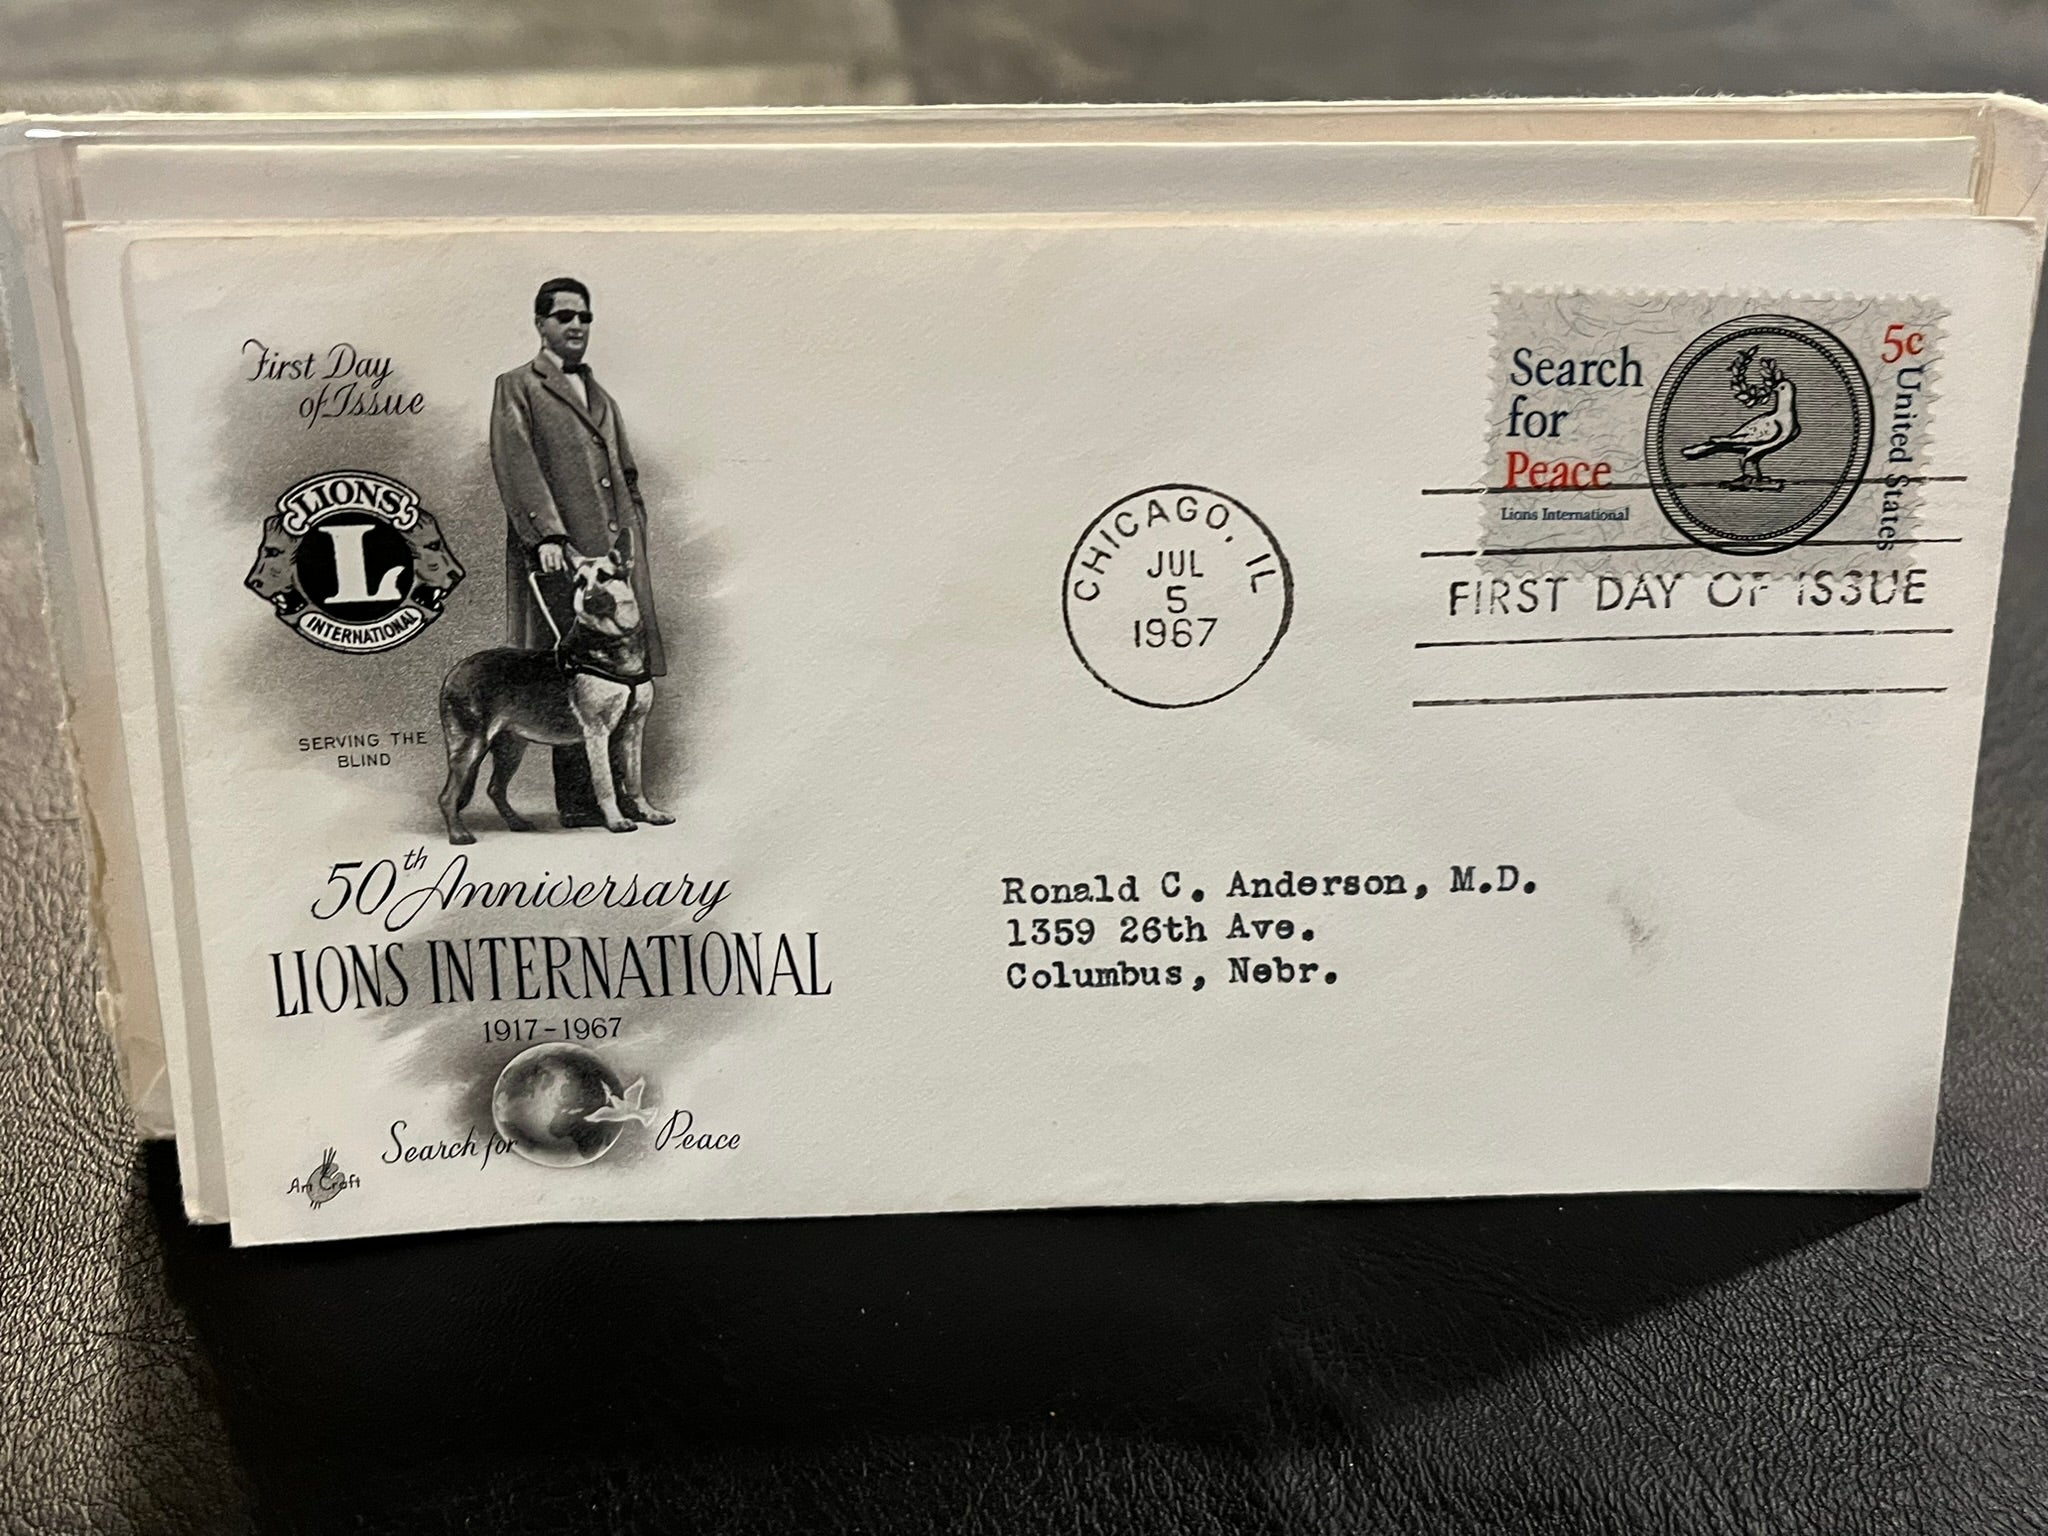 First Day
of Issue
LIONS
L
INTERNATIONAL
SERVING THE
BLIND
50th Anniversary
LIONS INTERNATIONAL
1917-1967
Search for Peace
Art Craft
CHICAGO, IL
JUL
5
1967
Search
for
Peace
Lions International
5c
United States
FIRST DAY OF ISSUE
Ronald C. Anderson, M.D.
1359 26th Ave.
Columbus, Nebr.